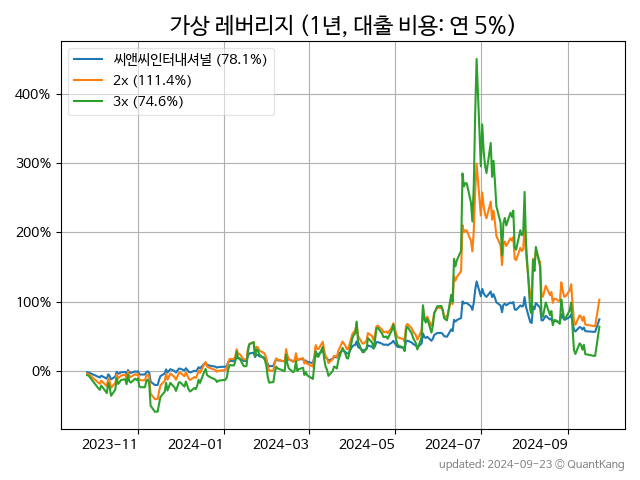 가상 레버리지 (1년, 대출 비용: 연 5%)
씨앤씨인터내셔널 (78.1%)
2x (111.4%)
3x (74.6%)
400%
300%
200%
100%
0%
2023-11
2024-01
2024-03
2024-05
2024-07
2024-09
updated: 2024-09-23 © QuantKang